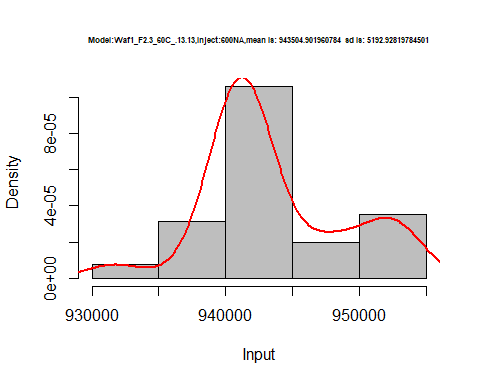 Model:Waf1_F2.3_60C_.13.13,Inject:600NA,mean is: 943504.901960784 sd is: 5192.92819784501
Density
8e-05
4e-05
0e+00
930000 940000 950000
Input